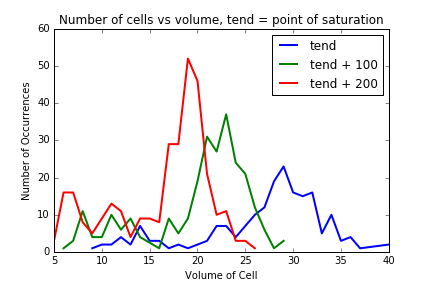 Number of cells vs volume, tend = point of saturation
60
50
40
30
20
10
0
Number of Occurrences
tend
tend + 100
tend + 200
5
10
15
20
25
30
35
40
Volume of Cell